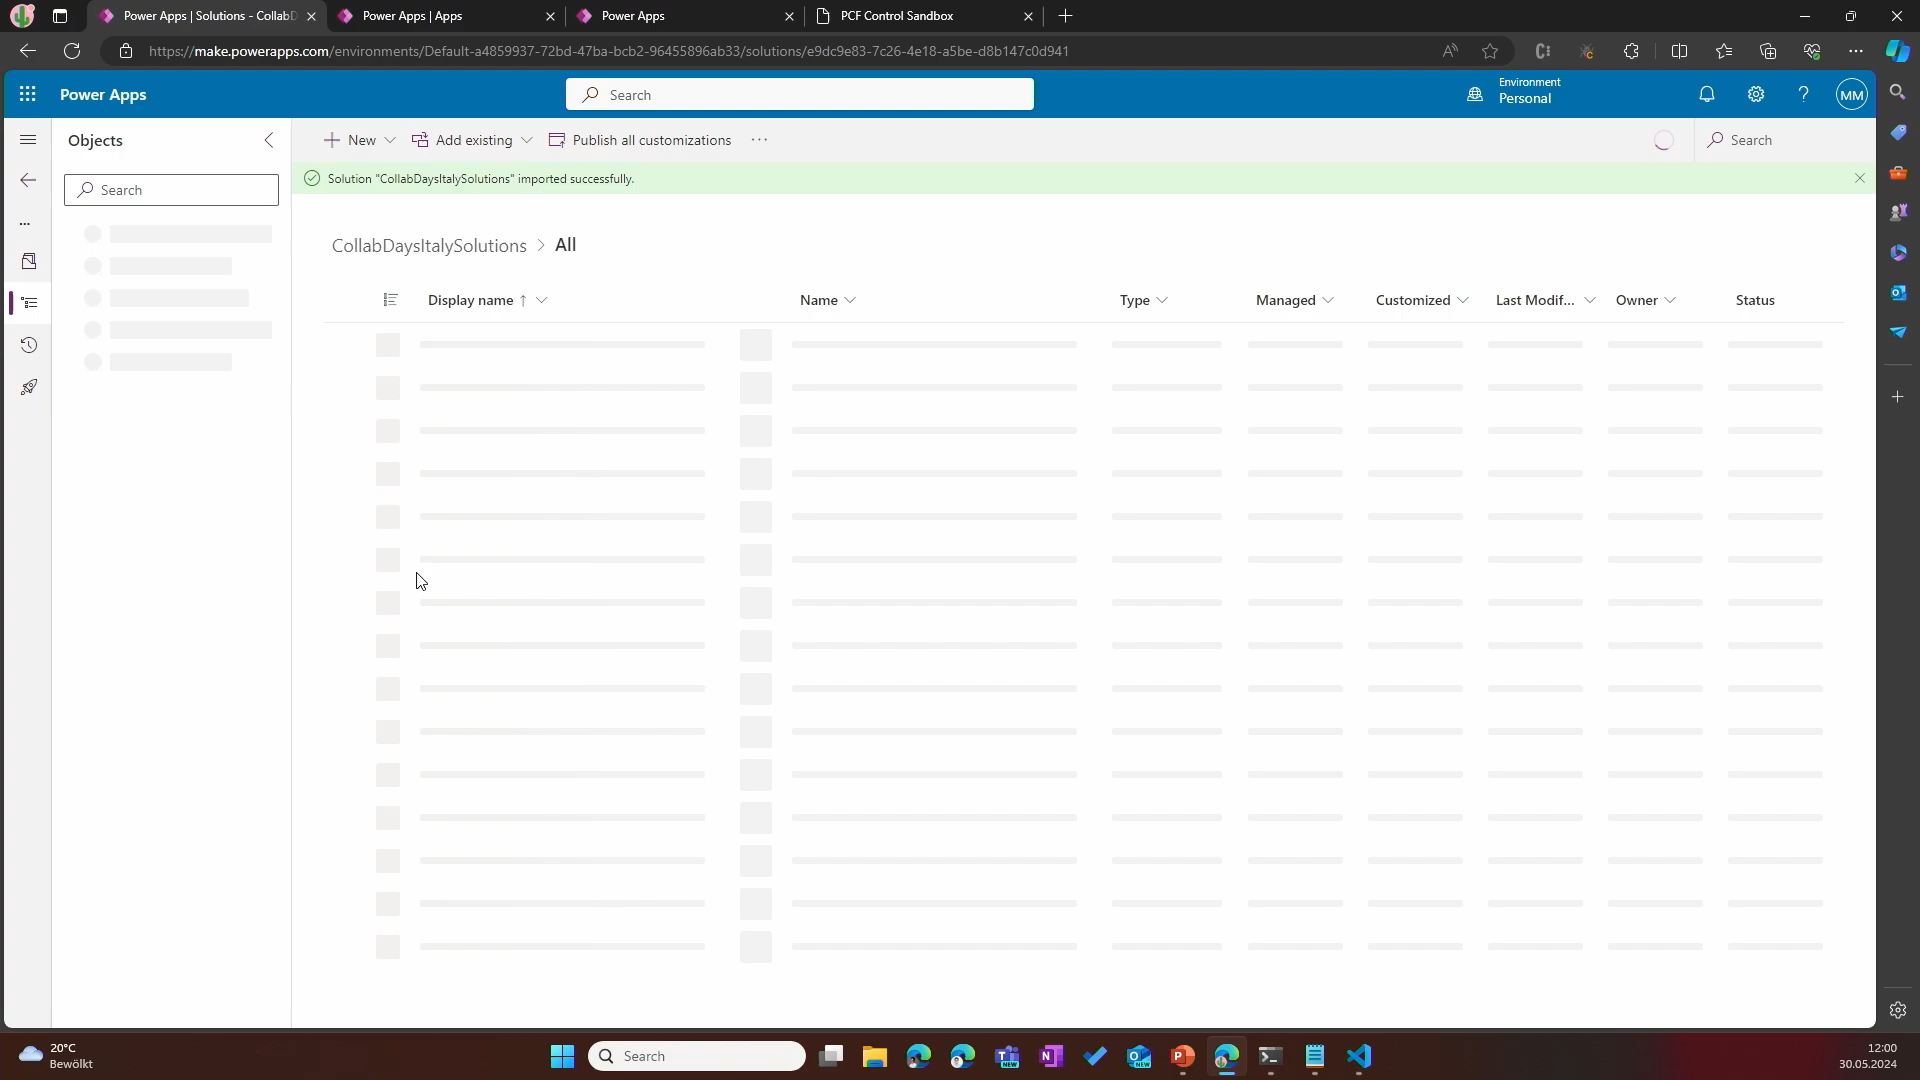 Power Apps | Solutions - CollabD
Power Apps | Apps
Power Apps
PCF Control Sandbox
https://make.powerapps.com/environments/Default-a4859937-72bd-47ba-bcb2-96455896ab33/solutions/e9dc9e83-7c26-4e18-a5be-d8b147c0d941
Power Apps
Search
Environment
Personal
MM
Objects
New
Add existing
Publish all customizations
Search
Search
Solution "CollabDaysItalySolutions" imported successfully.
CollabDaysItalySolutions > All
Display name ↑
Name
Type
Managed
Customized
Last Modif...
Owner
Status
20°C
Bewölkt
Search
NEW
NEW
12:00
30.05.2024